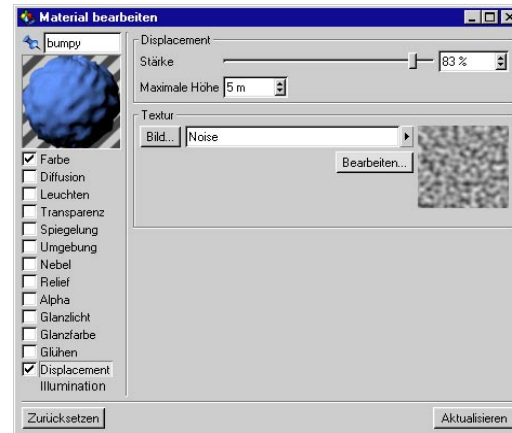 Material bearbeiten
bumpy
Farbe
Diffusion
Leuchten
Transparenz
Spiegelung
Umgebung
Nebel
Relief
Alpha
Glanzlicht
Glanzfarbe
Glühen
Displacement
Illumination
Displacement
Stärke 83 %
Maximale Höhe 5 m
Textur
Bild... Noise
Bearbeiten...
Zurücksetzen Aktualisieren